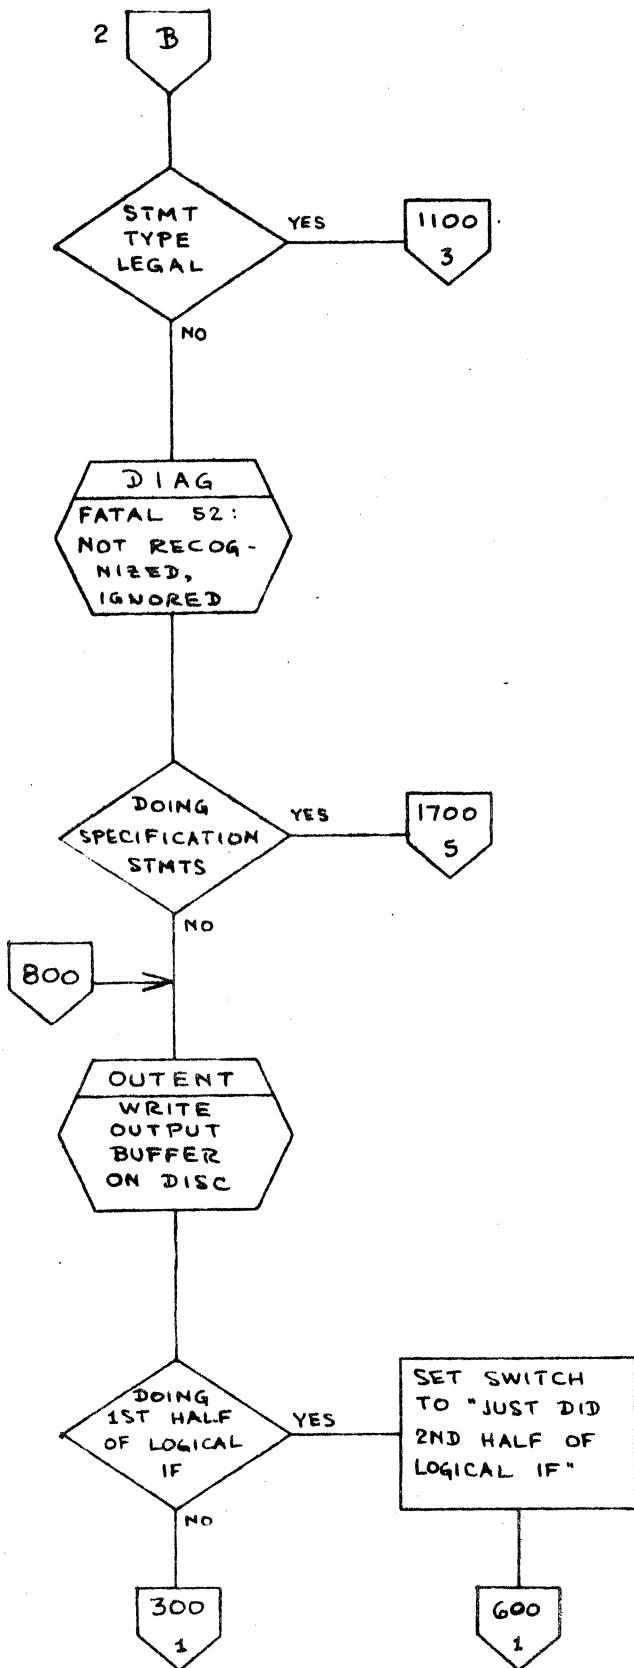 2 B
STMT
TYPE
LEGAL
YES
1100
3
NO
DIAG
FATAL 52:
NOT RECOG-
NIZED,
IGNORED
DOING
SPECIFICATION
STMTS
YES
1700
5
NO
800
OUTENT
WRITE
OUTPUT
BUFFER
ON DISC
DOING
1ST HALF
OF LOGICAL
IF
YES
SET SWITCH
TO "JUST DID
2ND HALF OF
LOGICAL IF"
NO
300
1
600
1